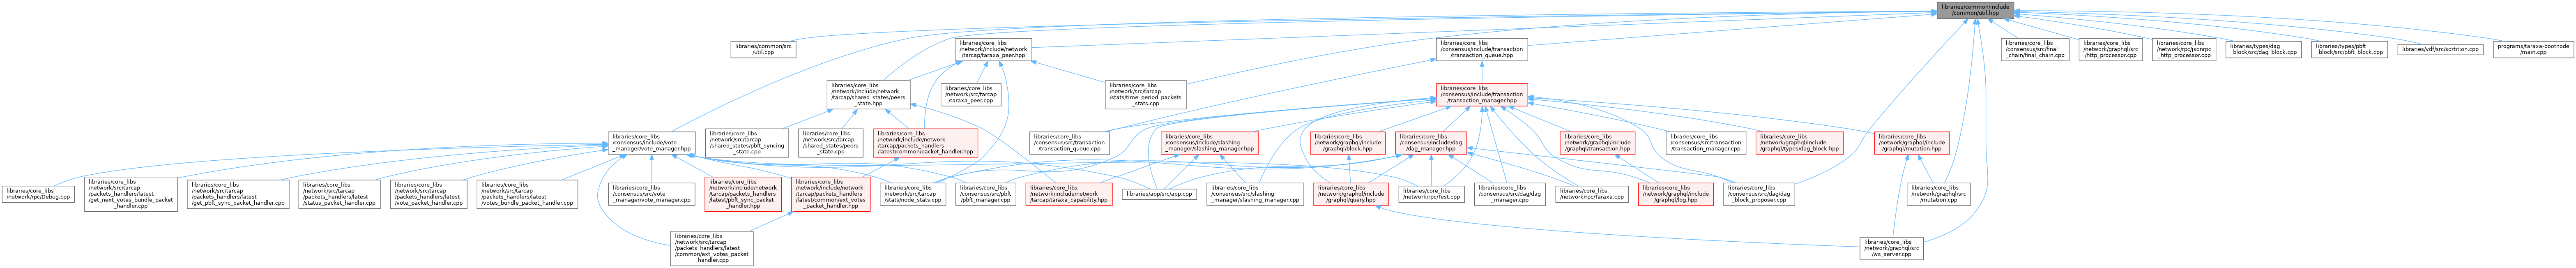 libraries/common/include
/common/util.hpp
libraries/common/src
/util.cpp
libraries/core_libs
/network/include/network
/tarcap/taraxa_peer.hpp
libraries/core_libs
/consensus/include/transaction
/transaction_queue.hpp
libraries/core_libs
/consensus/src/final
_chain/final_chain.cpp
libraries/core_libs
/network/graphql/src
/http_processor.cpp
libraries/core_libs
/network/rpc/jsonrpc
_http_processor.cpp
libraries/types/dag
_block/src/dag_block.cpp
libraries/types/pbft
_block/src/pbft_block.cpp
libraries/vdf/src/sortition.cpp
programs/taraxa-bootnode
/main.cpp
libraries/core_libs
/network/include/network
/tarcap/shared_states/peers
_state.hpp
libraries/core_libs
/network/src/tarcap
/taraxa_peer.cpp
libraries/core_libs
/network/src/tarcap
/stats/time_period_packets
_stats.cpp
libraries/core_libs
/consensus/include/transaction
/transaction_manager.hpp
libraries/core_libs
/consensus/include/vote
_manager/vote_manager.hpp
libraries/core_libs
/network/src/tarcap
/shared_states/pbft_syncing
_state.cpp
libraries/core_libs
/network/src/tarcap
/shared_states/peers
_state.cpp
libraries/core_libs
/network/include/network
/tarcap/packets_handlers
/latest/common/packet_handler.hpp
libraries/core_libs
/consensus/src/transaction
/transaction_queue.cpp
libraries/core_libs
/consensus/include/slashing
_manager/slashing_manager.hpp
libraries/core_libs
/network/graphql/include
/graphql/block.hpp
libraries/core_libs
/consensus/include/dag
/dag_manager.hpp
libraries/core_libs
/network/graphql/include
/graphql/transaction.hpp
libraries/core_libs
/consensus/src/transaction
/transaction_manager.cpp
libraries/core_libs
/network/graphql/include
/graphql/types/dag_block.hpp
libraries/core_libs
/network/graphql/include
/graphql/mutation.hpp
libraries/core_libs
/network/rpc/Debug.cpp
libraries/core_libs
/network/src/tarcap
/packets_handlers/latest
/get_next_votes_bundle_packet
_handler.cpp
libraries/core_libs
/network/src/tarcap
/packets_handlers/latest
/get_pbft_sync_packet_handler.cpp
libraries/core_libs
/network/src/tarcap
/packets_handlers/latest
/status_packet_handler.cpp
libraries/core_libs
/network/src/tarcap
/packets_handlers/latest
/vote_packet_handler.cpp
libraries/core_libs
/network/src/tarcap
/packets_handlers/latest
/votes_bundle_packet_handler.cpp
libraries/core_libs
/consensus/src/vote
_manager/vote_manager.cpp
libraries/core_libs
/network/include/network
/tarcap/packets_handlers
/latest/pbft_sync_packet
_handler.hpp
libraries/core_libs
/network/include/network
/tarcap/packets_handlers
/latest/common/ext_votes
_packet_handler.hpp
libraries/core_libs
/network/src/tarcap
/stats/node_stats.cpp
libraries/core_libs
/consensus/src/pbft
/pbft_manager.cpp
libraries/core_libs
/network/include/network
/tarcap/taraxa_capability.hpp
libraries/app/src/app.cpp
libraries/core_libs
/consensus/src/slashing
_manager/slashing_manager.cpp
libraries/core_libs
/network/graphql/include
/graphql/query.hpp
libraries/core_libs
/network/rpc/Test.cpp
libraries/core_libs
/consensus/src/dag/dag
_manager.cpp
libraries/core_libs
/network/rpc/Taraxa.cpp
libraries/core_libs
/network/graphql/include
/graphql/log.hpp
libraries/core_libs
/consensus/src/dag/dag
_block_proposer.cpp
libraries/core_libs
/network/graphql/src
/mutation.cpp
libraries/core_libs
/network/src/tarcap
/packets_handlers/latest
/common/ext_votes_packet
_handler.cpp
libraries/core_libs
/network/graphql/src
/ws_server.cpp